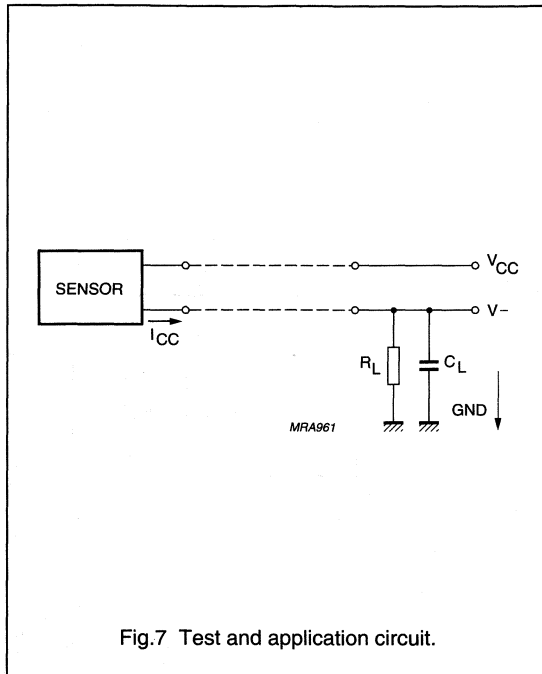 V_CC
SENSOR
V–
I_CC
R_L
C_L
GND
MRA961
Fig.7 Test and application circuit.